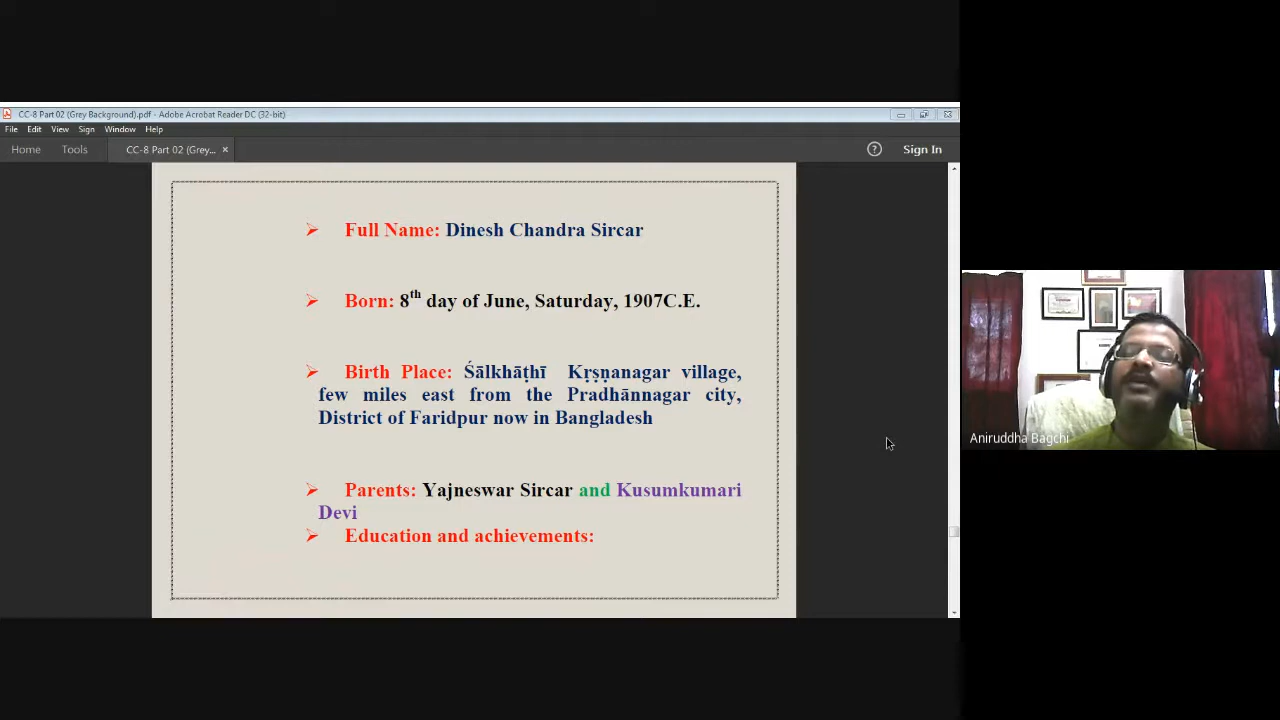 CC-8 Part 02 (Grey Background).pdf - Adobe Acrobat Reader DC (32-bit)
File Edit View Sign Window Help
Home Tools CC-8 Part 02 (Grey... × ? Sign In
➢ Full Name: Dinesh Chandra Sircar
➢ Born: 8th day of June, Saturday, 1907C.E.
➢ Birth Place: Śālkhāṭhī Kṛṣṇanagar village,
few miles east from the Pradhānnagar city,
District of Faridpur now in Bangladesh
➢ Parents: Yajneswar Sircar and Kusumkumari
Devi
➢ Education and achievements:
Aniruddha Bagchi